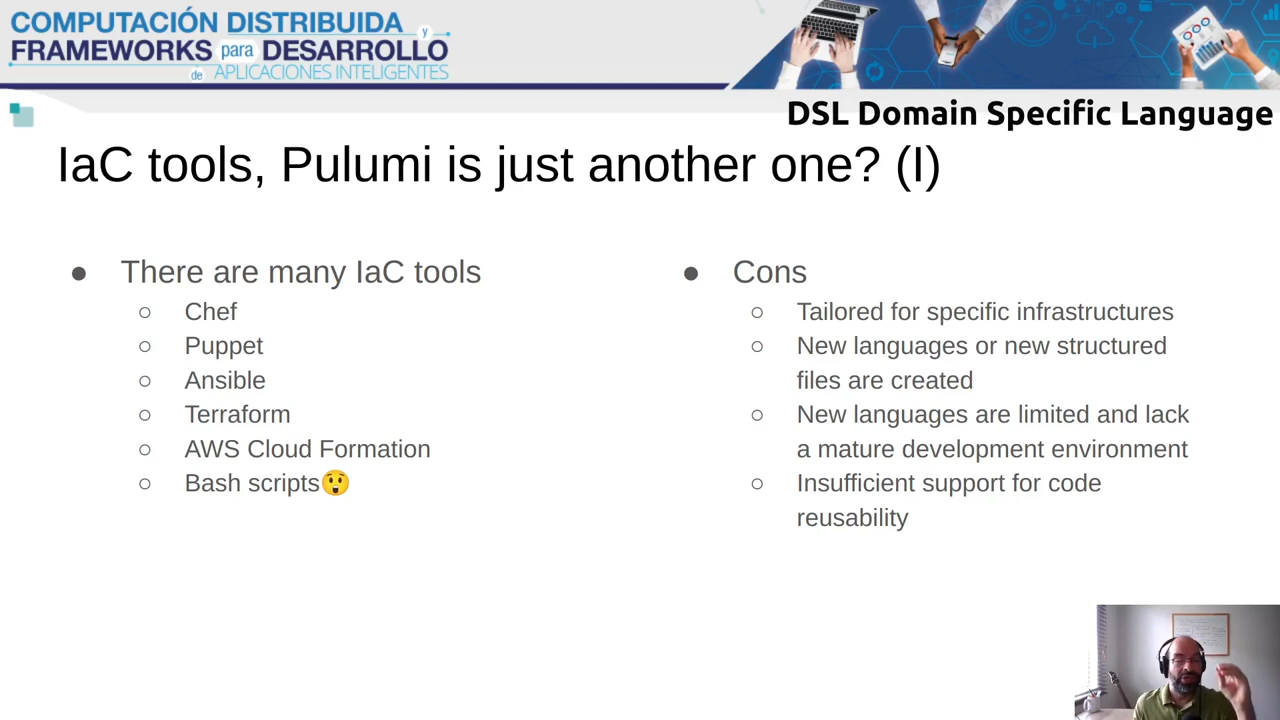 COMPUTACIÓN DISTRIBUIDA y
FRAMEWORKS para DESARROLLO
de APLICACIONES INTELIGENTES
DSL Domain Specific Language
IaC tools, Pulumi is just another one? (I)
● There are many IaC tools
○ Chef
○ Puppet
○ Ansible
○ Terraform
○ AWS Cloud Formation
○ Bash scripts😲
● Cons
○ Tailored for specific infrastructures
○ New languages or new structured
files are created
○ New languages are limited and lack
a mature development environment
○ Insufficient support for code
reusability